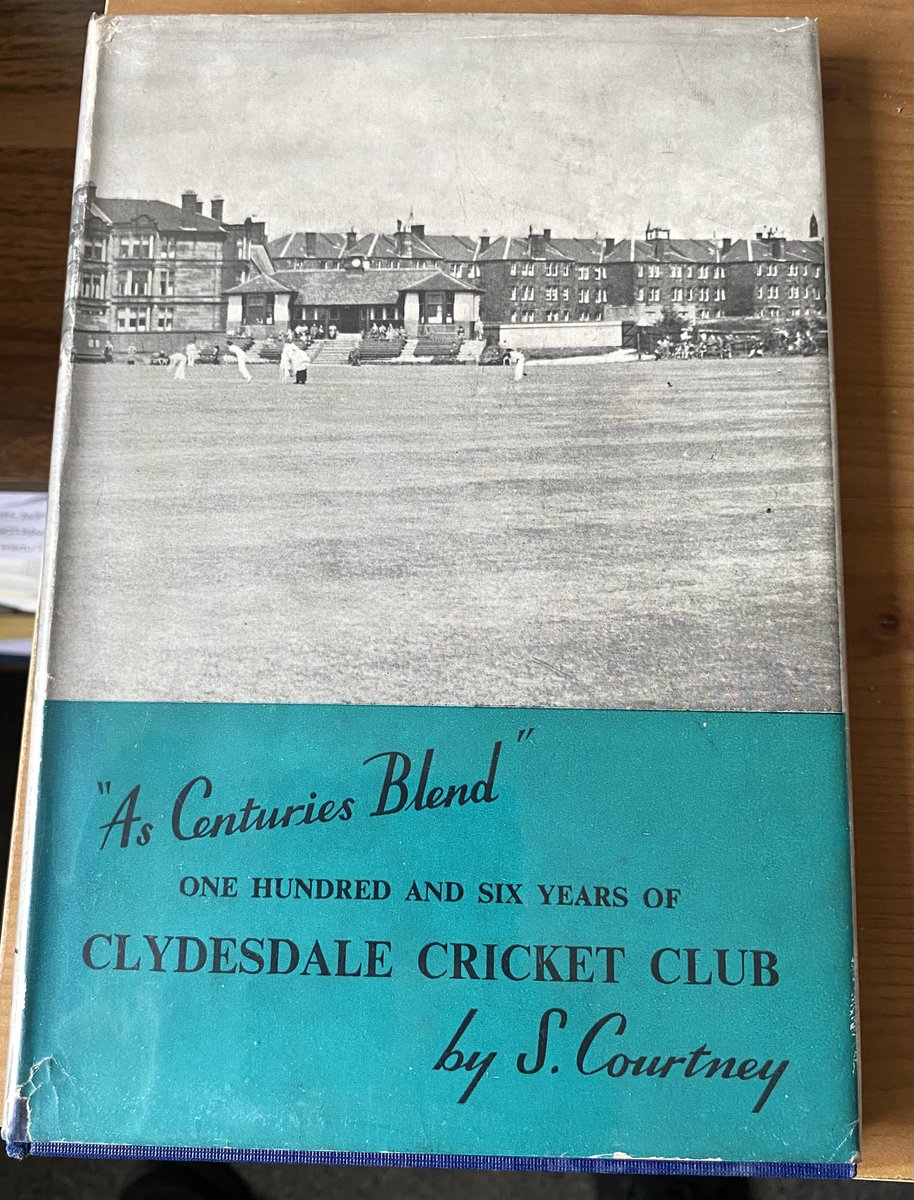 "As Centuries Blend"
ONE HUNDRED AND SIX YEARS OF
CLYDESDALE CRICKET CLUB
by S. Courtney